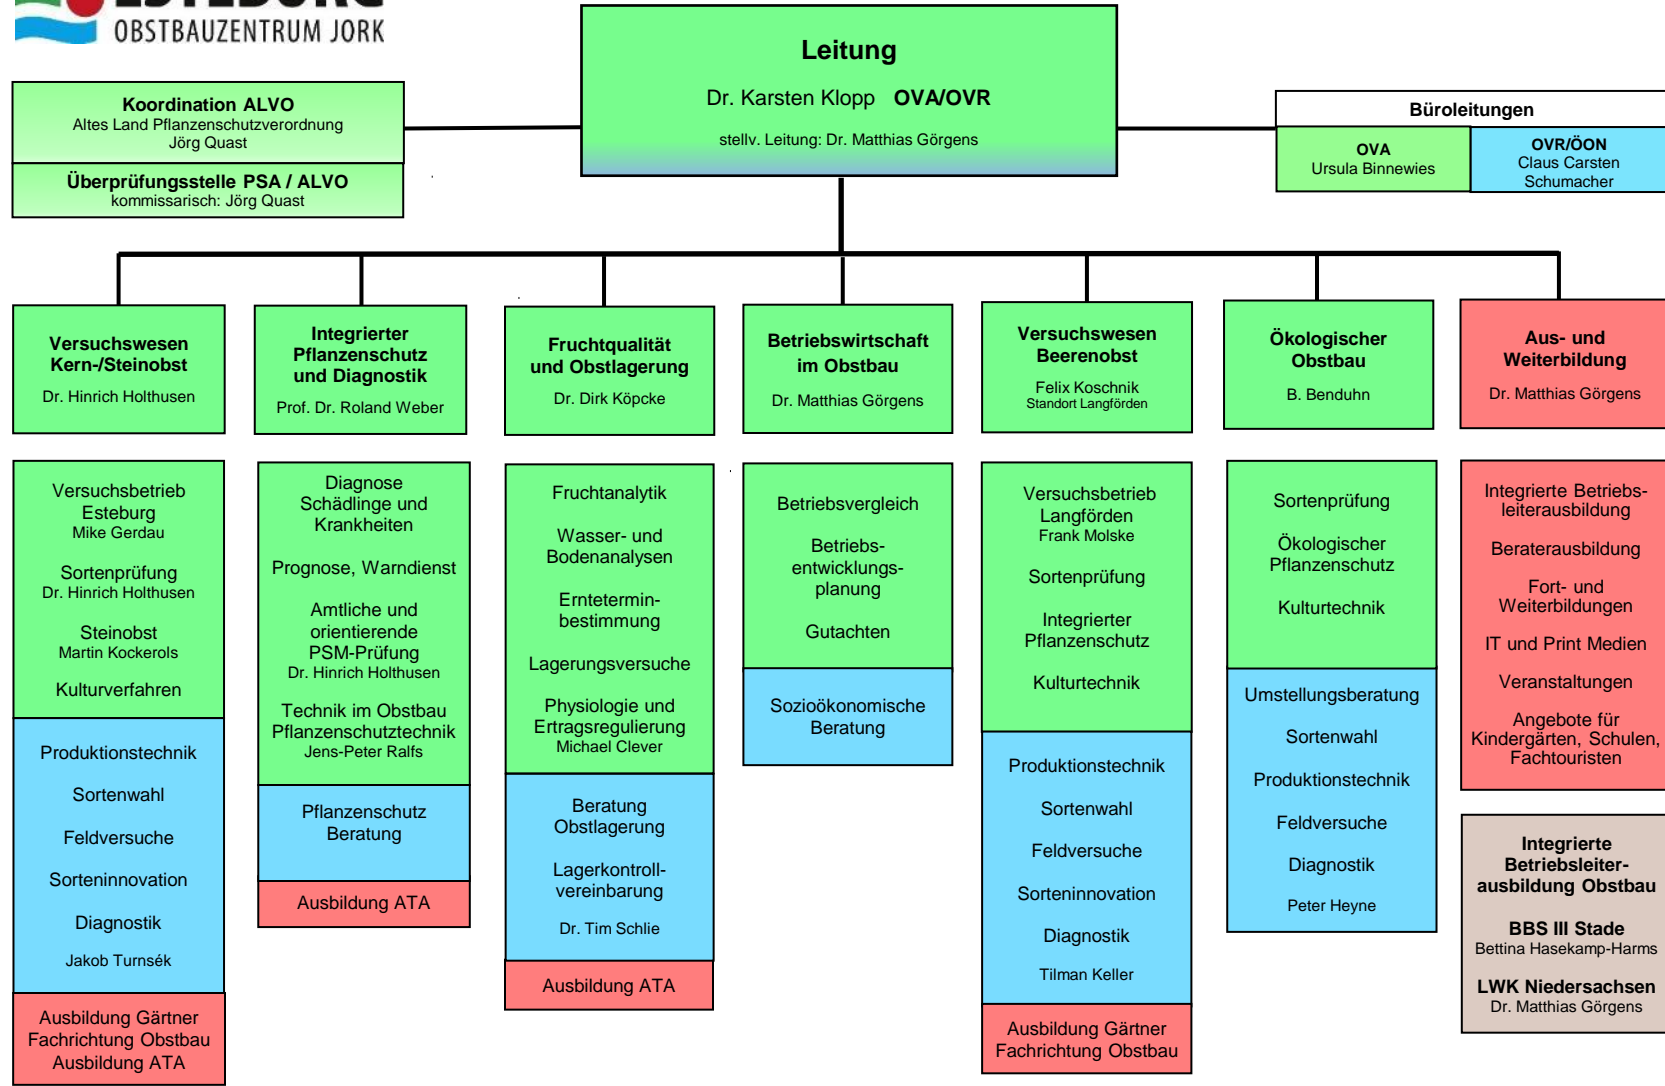 ESTEBURG
OBSTBAUZENTRUM JORK
Leitung
Dr. Karsten Klopp OVA/OVR
stellv. Leitung: Dr. Matthias Görgens
Koordination ALVO
Altes Land Pflanzenschutzverordnung
Jörg Quast
Überprüfungsstelle PSA / ALVO
kommissarisch: Jörg Quast
Büroleitungen
OVA
Ursula Binnewies
OVR/ÖON
Claus Carsten
Schumacher
Versuchswesen
Kern-/Steinobst
Dr. Hinrich Holthusen
Integrierter
Pflanzenschutz
und Diagnostik
Prof. Dr. Roland Weber
Fruchtqualität
und Obstlagerung
Dr. Dirk Köpcke
Betriebswirtschaft
im Obstbau
Dr. Matthias Görgens
Versuchswesen
Beerenobst
Felix Koschnik
Standort Langförden
Ökologischer
Obstbau
B. Benduhn
Aus- und
Weiterbildung
Dr. Matthias Görgens
Versuchsbetrieb
Esteburg
Mike Gerdau
Sortenprüfung
Dr. Hinrich Holthusen
Steinobst
Martin Kockerols
Kulturverfahren
Produktionstechnik
Sortenwahl
Feldversuche
Sorteninnovation
Diagnostik
Jakob Turnsék
Ausbildung Gärtner
Fachrichtung Obstbau
Ausbildung ATA
Diagnose
Schädlinge und
Krankheiten
Prognose, Warndienst
Amtliche und
orientierende
PSM-Prüfung
Dr. Hinrich Holthusen
Technik im Obstbau
Pflanzenschutztechnik
Jens-Peter Ralfs
Pflanzenschutz
Beratung
Ausbildung ATA
Fruchtanalytik
Wasser- und
Bodenanalysen
Erntetermin-
bestimmung
Lagerungsversuche
Physiologie und
Ertragsregulierung
Michael Clever
Beratung
Obstlagerung
Lagerkontroll-
vereinbarung
Dr. Tim Schlie
Ausbildung ATA
Betriebsvergleich
Betriebs-
entwicklungs-
planung
Gutachten
Sozioökonomische
Beratung
Versuchsbetrieb
Langförden
Frank Molske
Sortenprüfung
Integrierter
Pflanzenschutz
Kulturtechnik
Produktionstechnik
Sortenwahl
Feldversuche
Sorteninnovation
Diagnostik
Tilman Keller
Ausbildung Gärtner
Fachrichtung Obstbau
Sortenprüfung
Ökologischer
Pflanzenschutz
Kulturtechnik
Umstellungsberatung
Sortenwahl
Produktionstechnik
Feldversuche
Diagnostik
Peter Heyne
Integrierte Betriebs-
leiterausbildung
Beraterausbildung
Fort- und
Weiterbildungen
IT und Print Medien
Veranstaltungen
Angebote für
Kindergärten, Schulen,
Fachtouristen
Integrierte
Betriebsleiter-
ausbildung Obstbau
BBS III Stade
Bettina Hasekamp-Harms
LWK Niedersachsen
Dr. Matthias Görgens